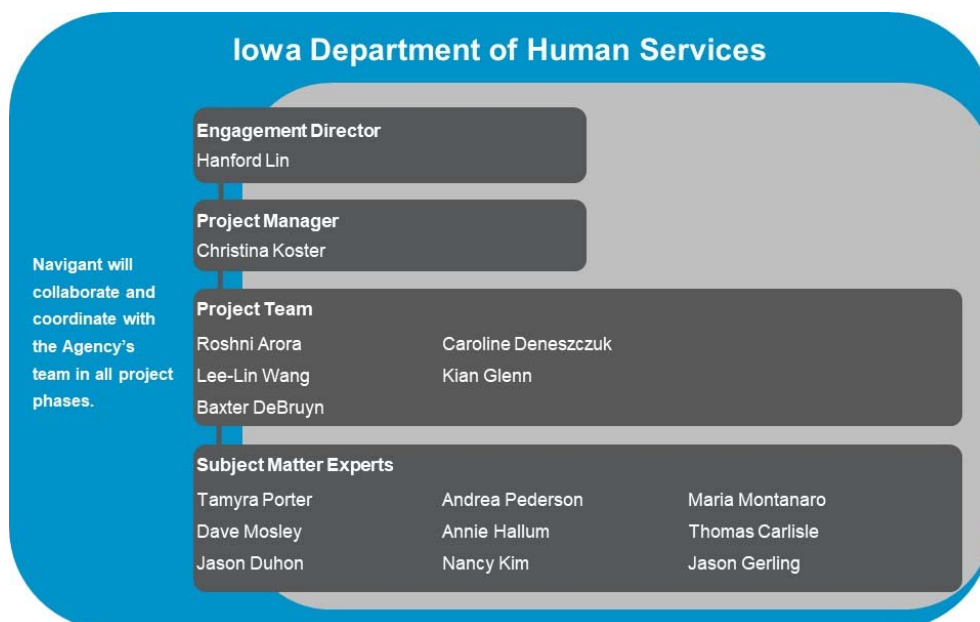 Iowa Department of Human Services
Engagement Director
Hanford Lin
Project Manager
Christina Koster
Navigant will
collaborate and
coordinate with
the Agency’s
team in all project
phases.
Project Team
Roshni Arora Caroline Deneszczuk
Lee-Lin Wang Kian Glenn
Baxter DeBruyn
Subject Matter Experts
Tamyra Porter Andrea Pederson Maria Montanaro
Dave Mosley Annie Hallum Thomas Carlisle
Jason Duhon Nancy Kim Jason Gerling